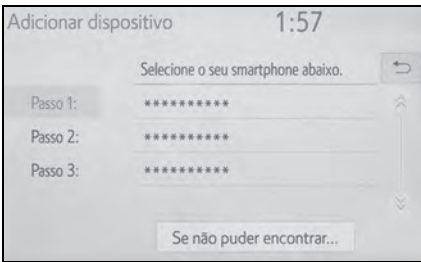 Adicionar dispositivo 1:57
Selecione o seu smartphone abaixo.
Passo 1: **********
Passo 2: **********
Passo 3: **********
Se não puder encontrar...